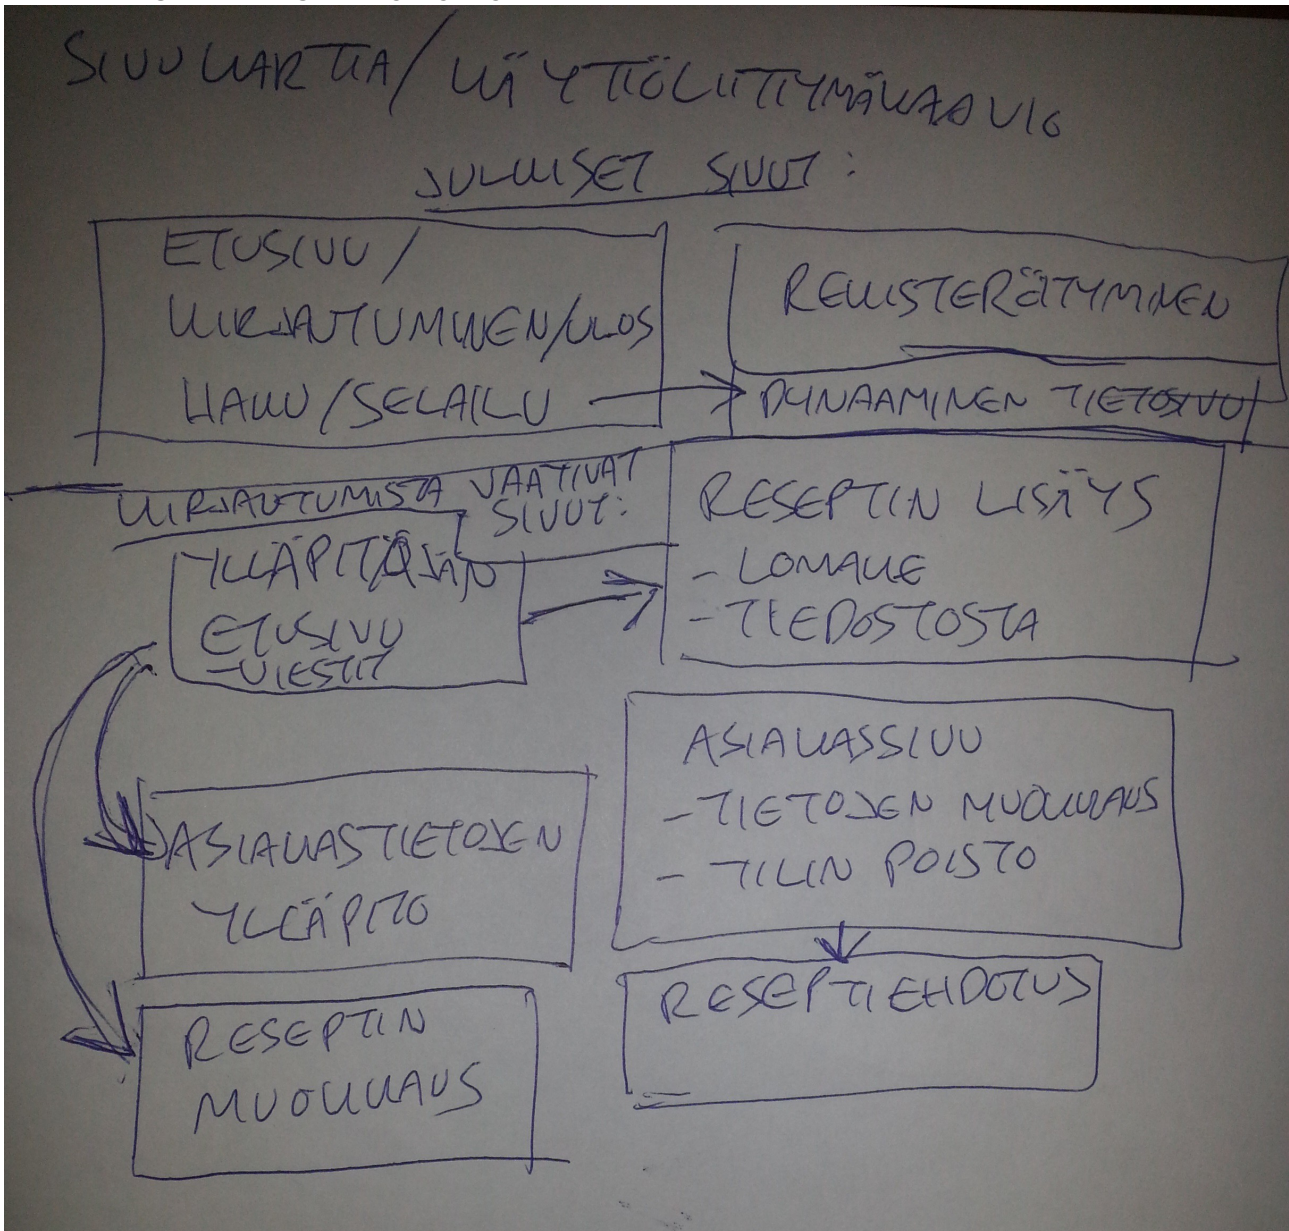 SIVUKARTTA/KÄYTTÖLIITTYMÄKAAVIO
JULKISET SIVUT:
ETUSIVU/
KIRJAUTUMINEN/ULOS
HAKU/SELAILU
REKISTERÖITYMINEN
DYNAAMINEN TIETOSIVU
KIRJAUTUMISTA VAATIVAT
SIVUT:
YLLÄPITÄJÄN
ETUSIVU
-VIESTIT
RESEPTIN LISÄYS
- LOMAKE
- TIEDOSTOSTA
ASIAKASTIETOJEN
YLLÄPITO
ASIAKASSIVU
- TIETOJEN MUOKKAUS
- TILIN POISTO
RESEPTIN
MUOKKAUS
RESEPTIEHDOTUS